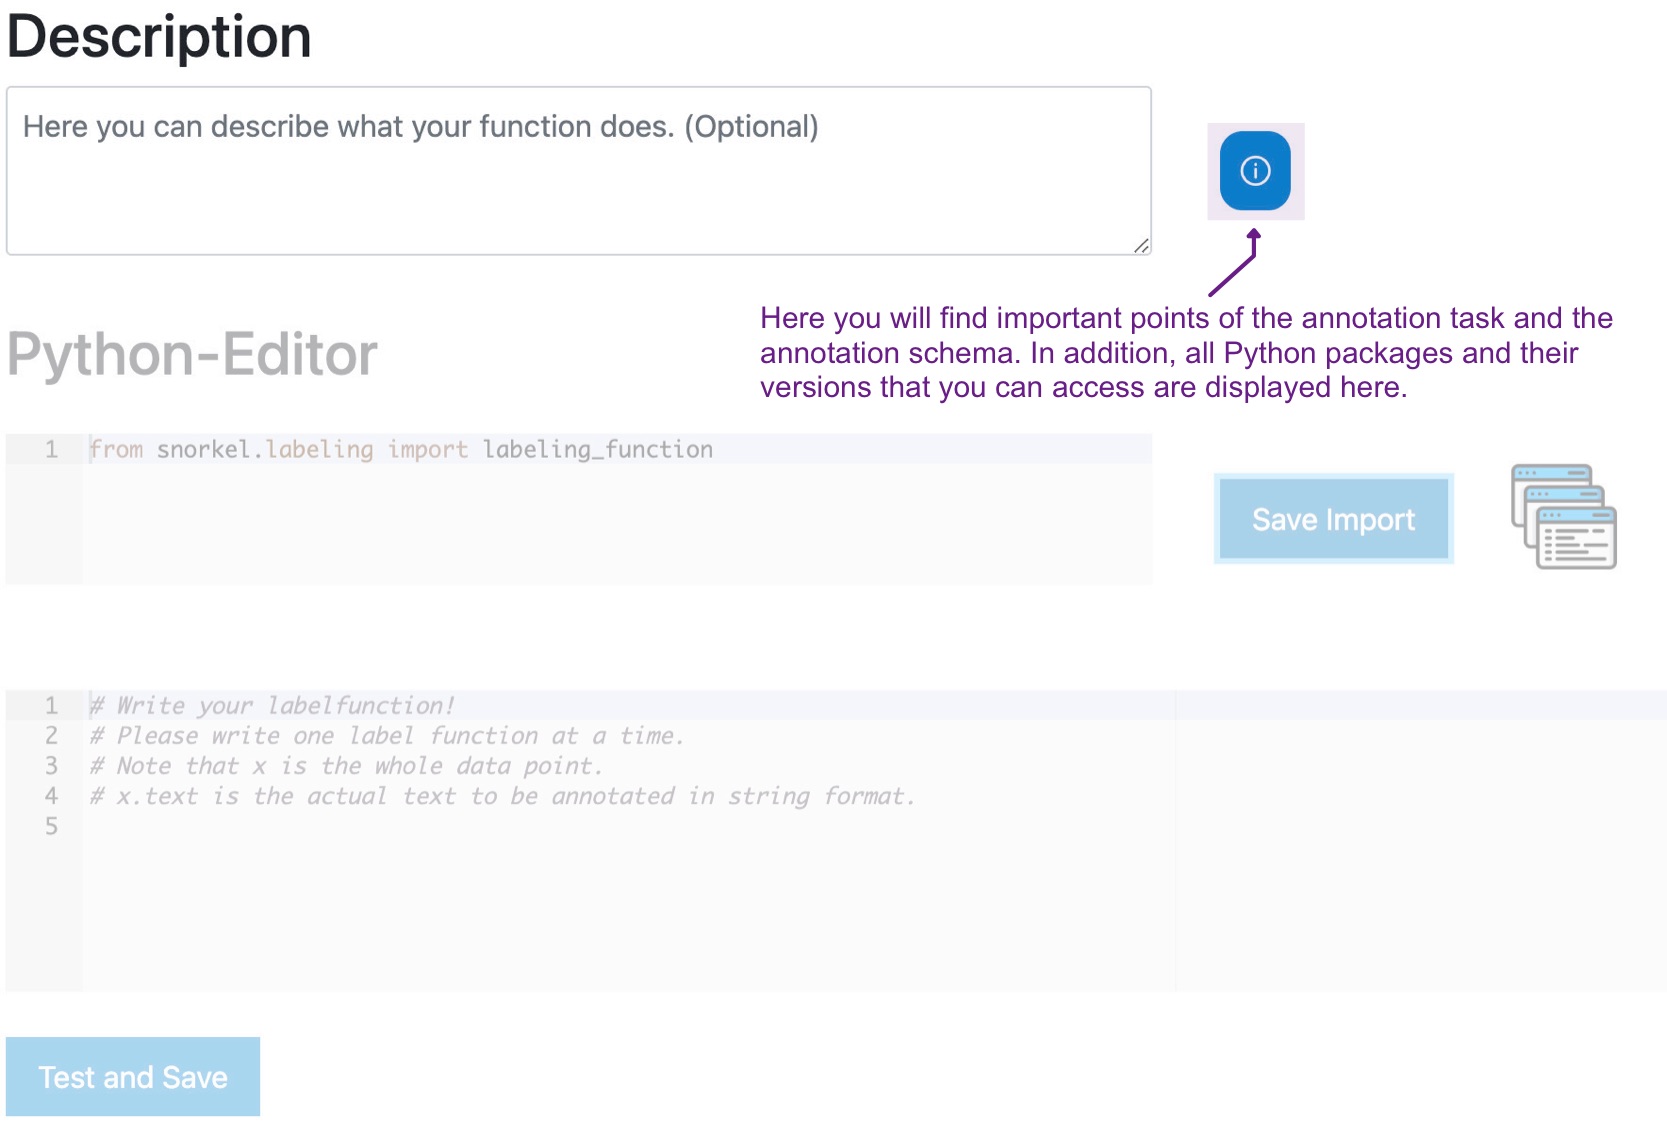 Description
Here you can describe what your function does. (Optional)
Here you will find important points of the annotation task and the
annotation schema. In addition, all Python packages and their
versions that you can access are displayed here.
Python-Editor
1 from snorkel.labeling import labeling_function
Save Import
1 # Write your labelfunction!
2 # Please write one label function at a time.
3 # Note that x is the whole data point.
4 # x.text is the actual text to be annotated in string format.
5
Test and Save